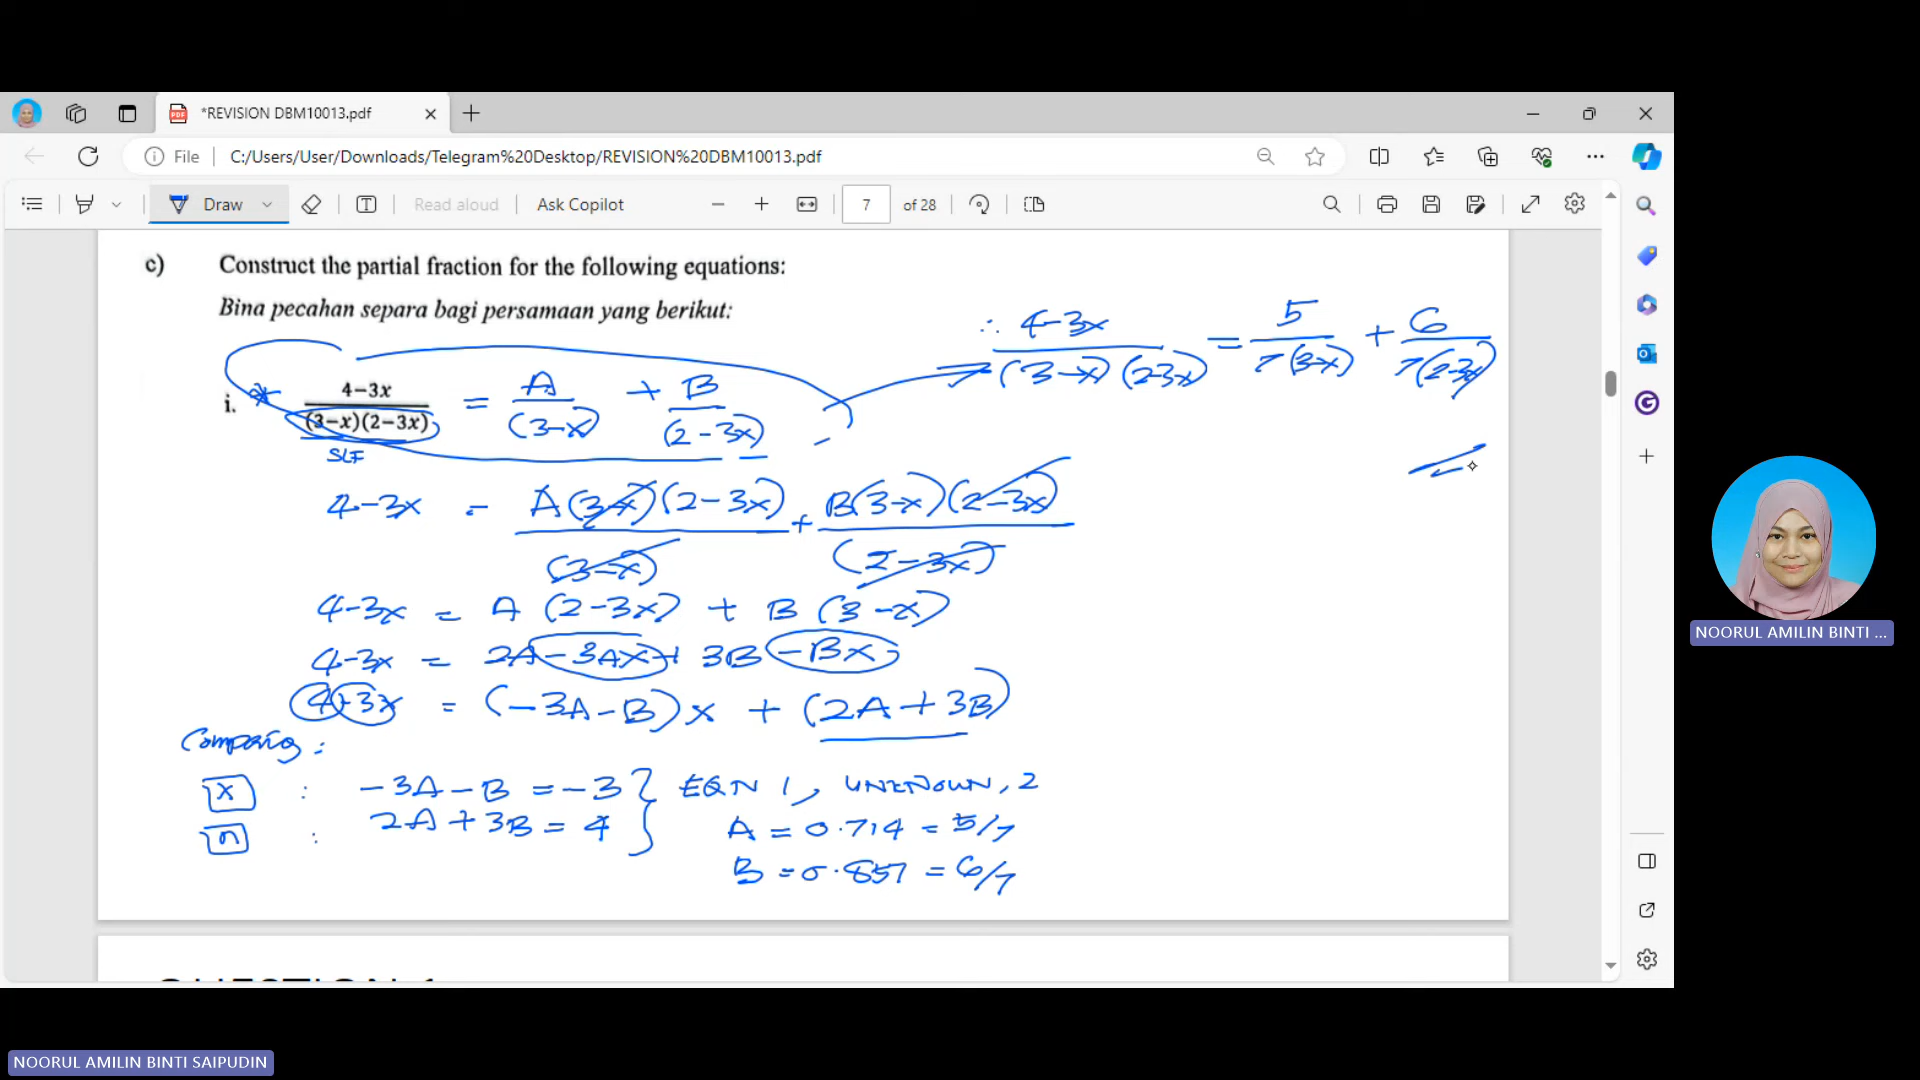 *REVISION DBM10013.pdf
File | C:/Users/User/Downloads/Telegram%20Desktop/REVISION%20DBM10013.pdf
Draw Read aloud Ask Copilot 7 of 28
c) Construct the partial fraction for the following equations:
Bina pecahan separa bagi persamaan yang berikut:
∴ (4-3x)/((3-x)(2-3x)) = 5/(7(3-x)) + 6/(7(2-3x))
i. * (4-3x)/((3-x)(2-3x)) = A/(3-x) + B/(2-3x)
SLF
4-3x = A(3-x)(2-3x)/(3-x) + B(3-x)(2-3x)/(2-3x)
4-3x = A (2-3x) + B (3-x)
4-3x = 2A - 3Ax + 3B - Bx
4-3x = (-3A-B)x + (2A+3B)
Comparing :
x : -3A-B = -3 } EQN 1, UNKNOWN, 2
n : 2A+3B = 4
A = 0.714 = 5/7
B = 0.857 = 6/7
QUESTION 1
NOORUL AMILIN BINTI ...
NOORUL AMILIN BINTI SAIPUDIN